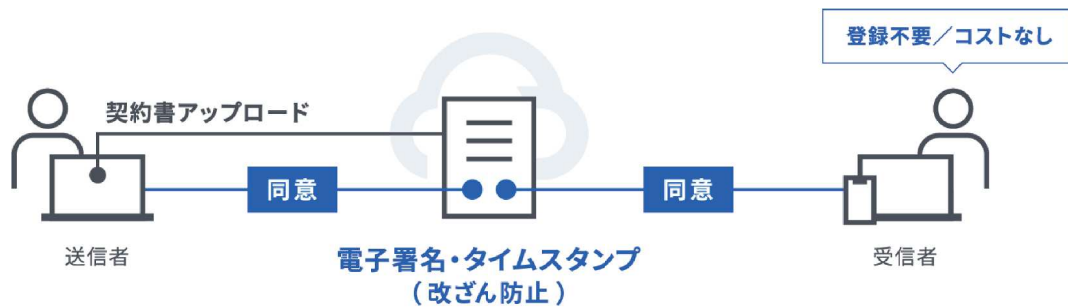 登録不要／コストなし
契約書アップロード
同意
同意
送信者
電子署名・タイムスタンプ
（改ざん防止）
受信者